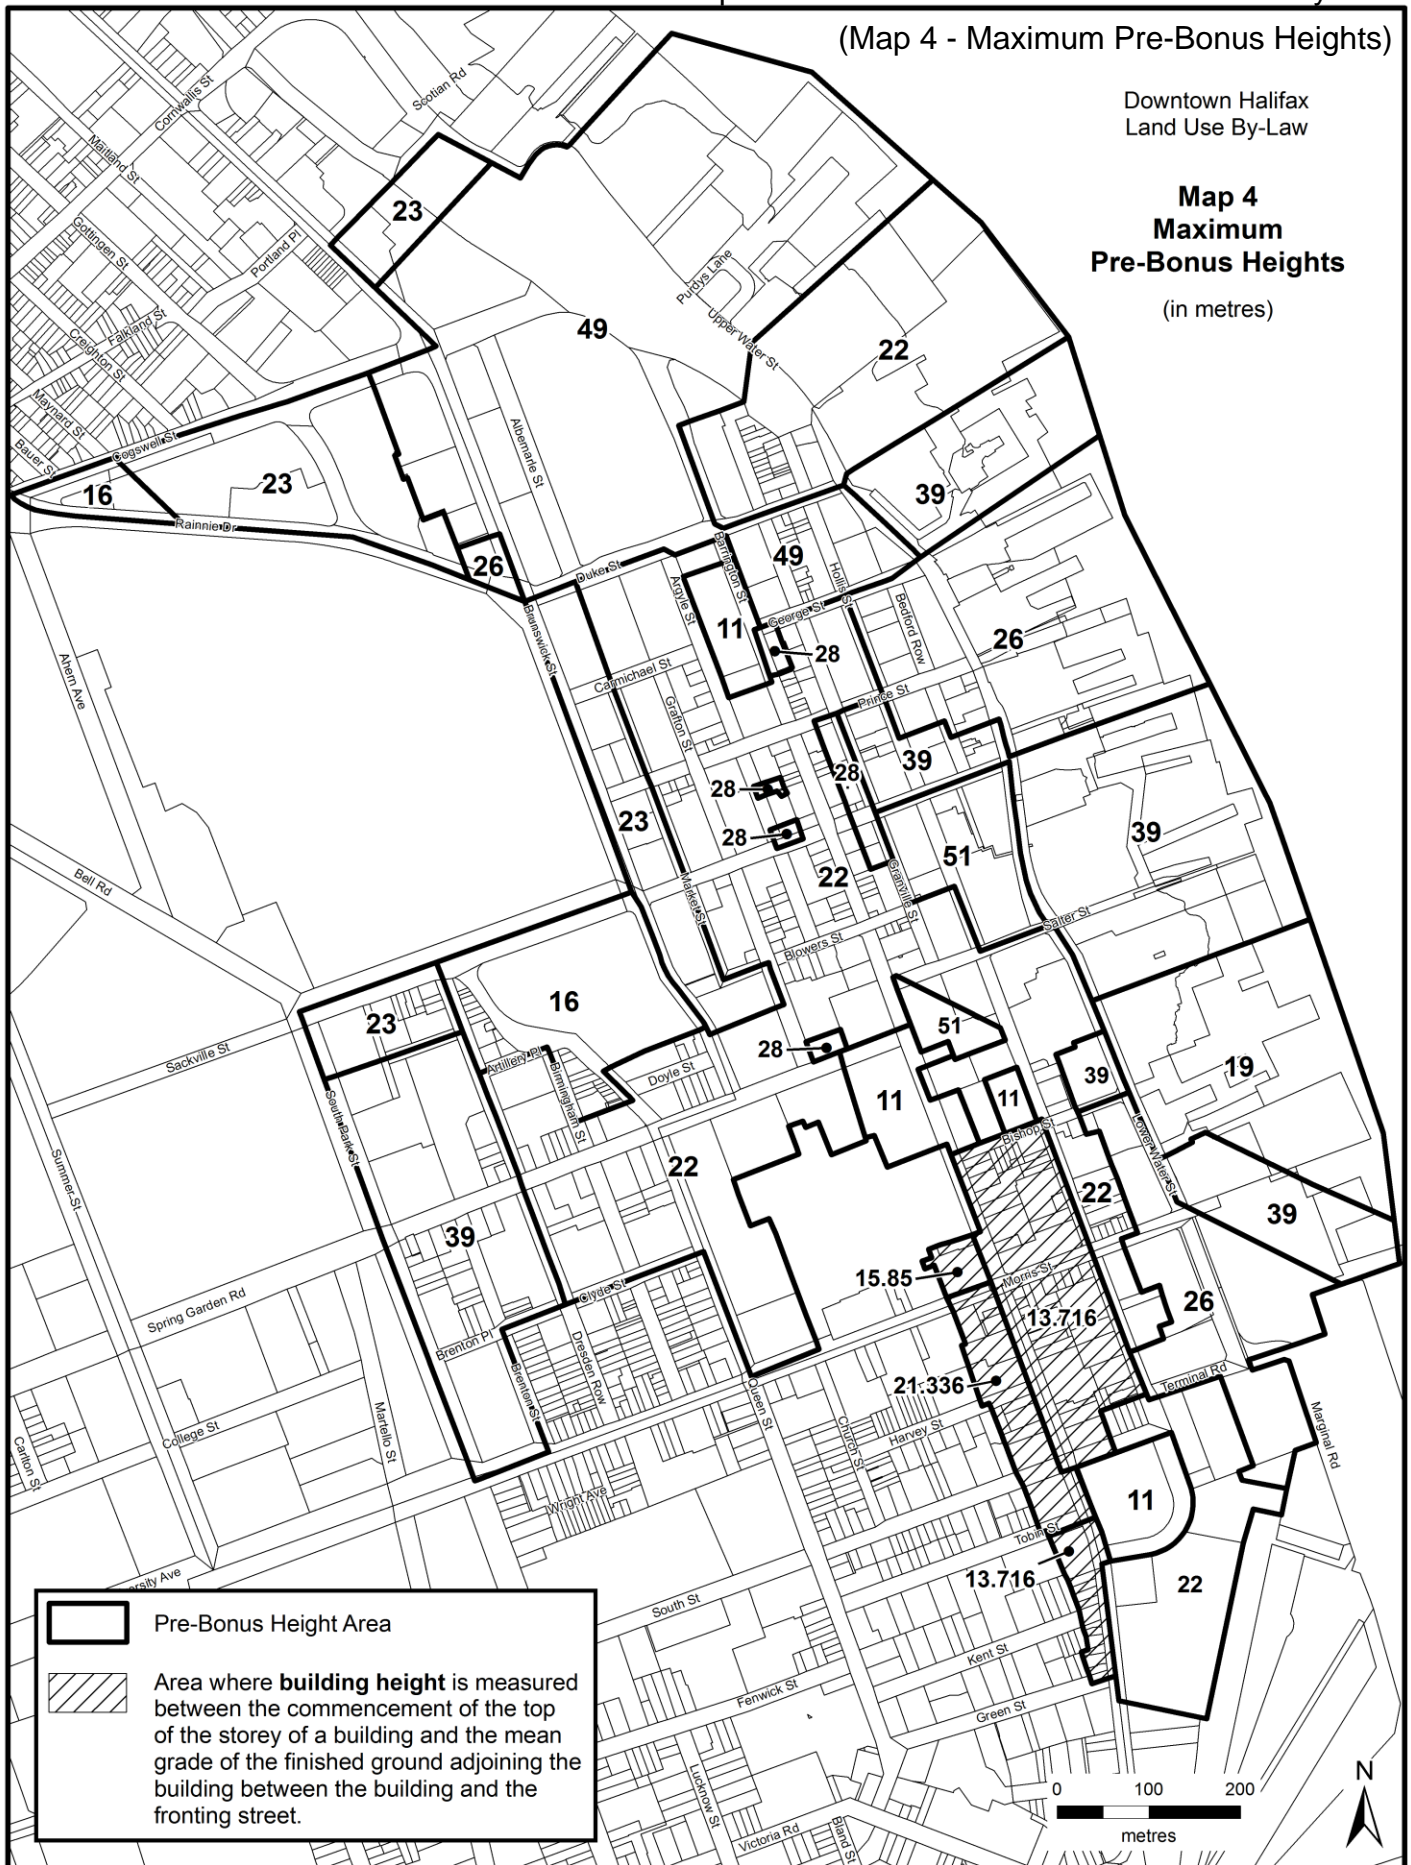 (Map 4 - Maximum Pre-Bonus Heights)
Downtown Halifax
Land Use By-Law
Map 4
Maximum
Pre-Bonus Heights
(in metres)
Scotian Rd
Cornwallis St
Maitland St
23
Gottingen St
Portland Pl
Purdys Lane
Falkland St
49
Upper Water St
22
Creighton St
Maynard St
Albemarle St
Bauer St
Cogswell St
16
23
39
Rainnie Dr
26
Duke St
Barrington St
49
Argyle St
Hollis St
Bedford Row
George St
11
28
26
Brunswick St
Ahern Ave
Carmichael St
Grafton St
Prince St
39
28
28
23
28
39
51
22
Bell Rd
Market St
Granville St
Salter St
Blowers St
16
23
51
28
Sackville St
Artillery Pl
Birmingham St
Doyle St
39
19
11
11
South Park St
Bishop St
Lower Water St
Summer St
22
22
39
39
15.85
Morris St
Clyde St
26
13.716
Spring Garden Rd
Brenton Pl
Dresden Row
Brenton St
21.336
Terminal Rd
Queen St
College St
Martello St
Church St
Harvey St
Marginal Rd
Carlton St
Wright Ave
11
Tobin St
13.716
22
ersity Ave
South St
Kent St
Fenwick St
Green St
Lucknow St
Victoria Rd
Bland St
Pre-Bonus Height Area
Area where building height is measured
between the commencement of the top
of the storey of a building and the mean
grade of the finished ground adjoining the
building between the building and the
fronting street.
0 100 200
metres
N